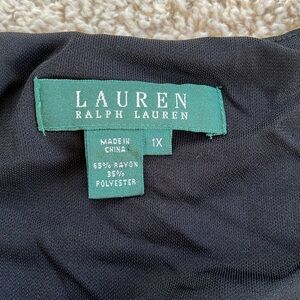 LAUREN
RALPH LAUREN
MADE IN
CHINA
1X
65% RAYON
35%
POLYESTER